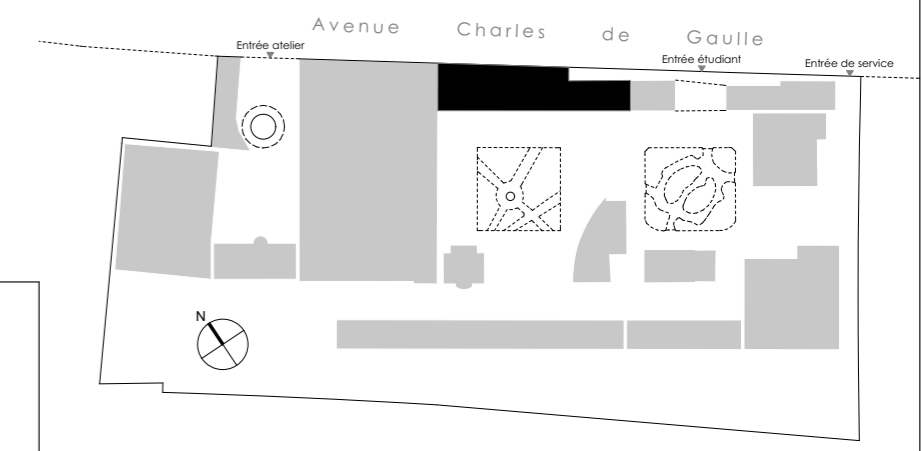 Avenue Charles de Gaulle
Entrée atelier
Entrée étudiant
Entrée de service
N